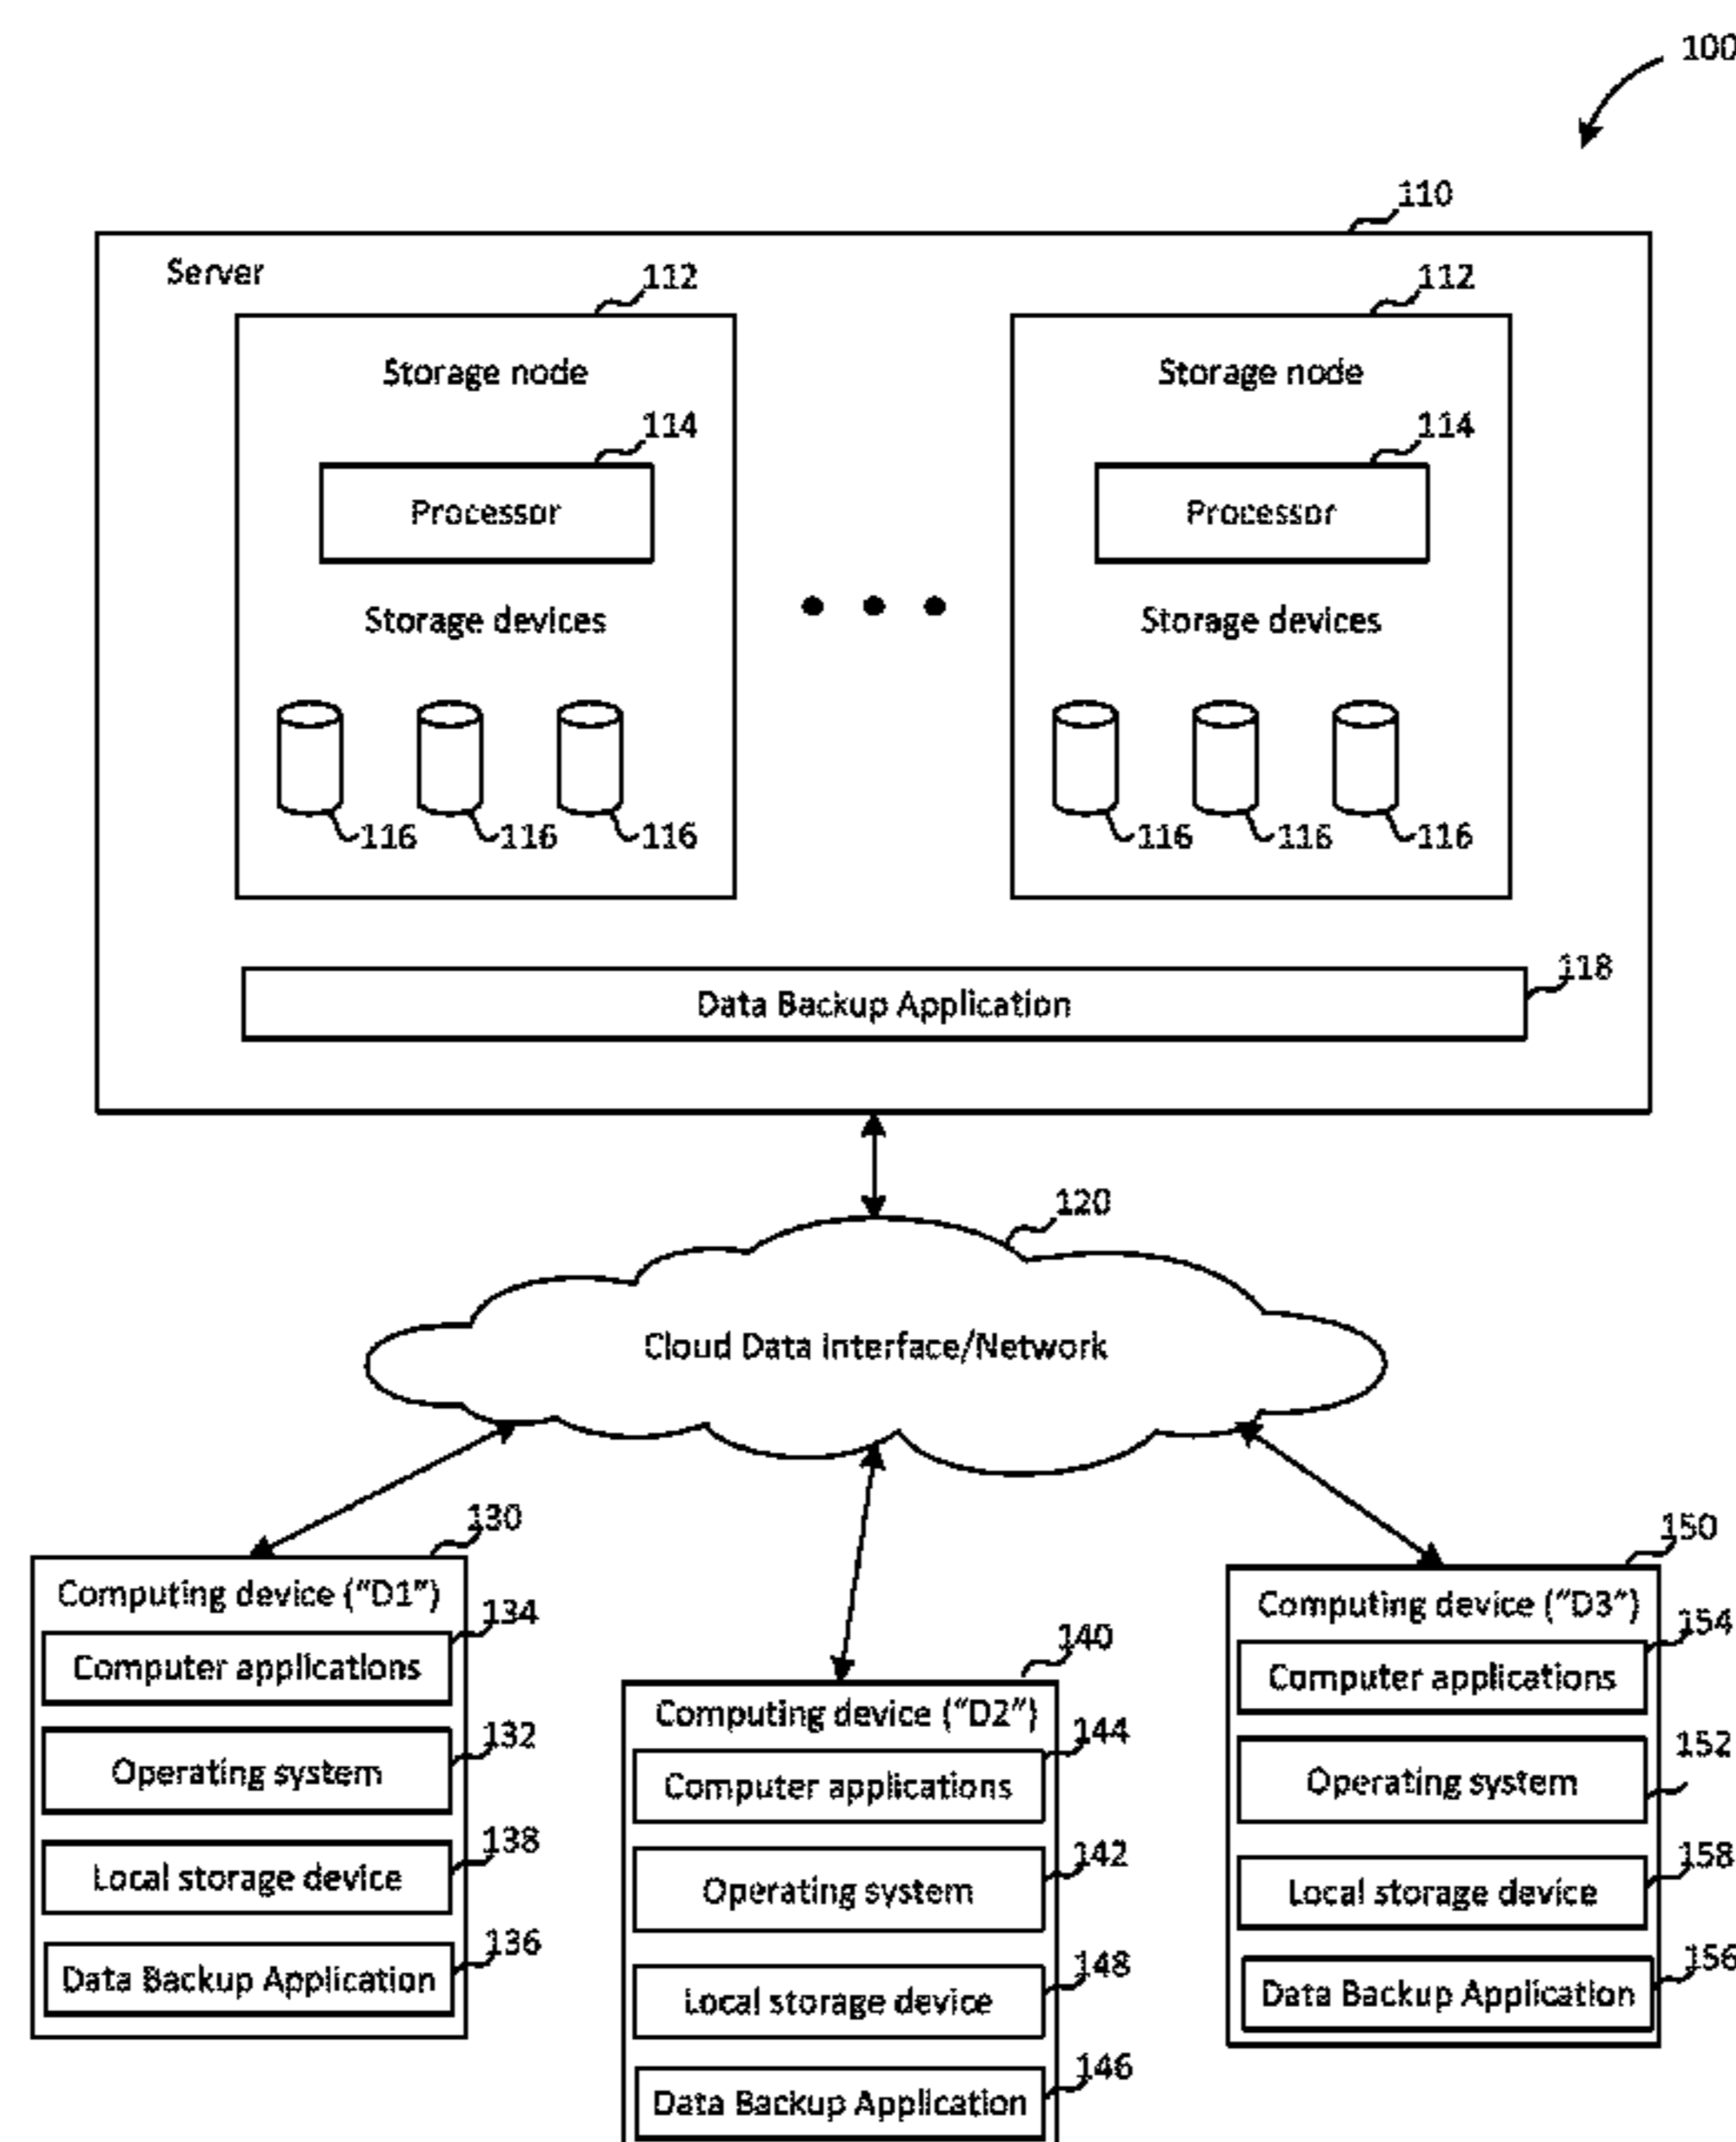 100
110
Server
112
112
Storage node
Storage node
114
114
Processor
Processor
Storage devices
Storage devices
116
116
116
116
116
116
118
Data Backup Application
120
Cloud Data Interface/Network
130
Computing device ("D1")
134
Computer applications
132
Operating system
138
Local storage device
136
Data Backup Application
140
Computing device ("D2")
144
Computer applications
142
Operating system
148
Local storage device
146
Data Backup Application
150
Computing device ("D3")
154
Computer applications
152
Operating system
158
Local storage device
156
Data Backup Application